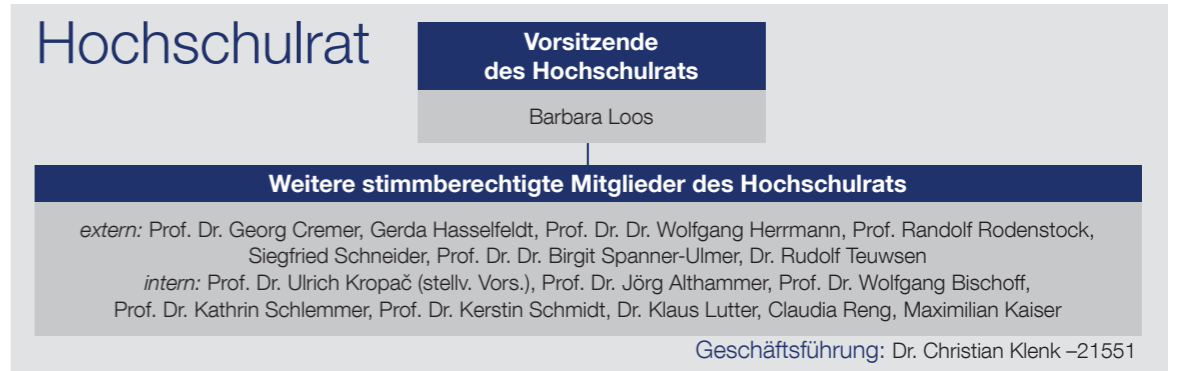 Hochschulrat
Vorsitzende
des Hochschulrats
Barbara Loos
Weitere stimmberechtigte Mitglieder des Hochschulrats
extern: Prof. Dr. Georg Cremer, Gerda Hasselfeldt, Prof. Dr. Dr. Wolfgang Herrmann, Prof. Randolf Rodenstock,
Siegfried Schneider, Prof. Dr. Dr. Birgit Spanner-Ulmer, Dr. Rudolf Teuwsen
intern: Prof. Dr. Ulrich Kropač (stellv. Vors.), Prof. Dr. Jörg Althammer, Prof. Dr. Wolfgang Bischoff,
Prof. Dr. Kathrin Schlemmer, Prof. Dr. Kerstin Schmidt, Dr. Klaus Lutter, Claudia Reng, Maximilian Kaiser
Geschäftsführung: Dr. Christian Klenk –21551